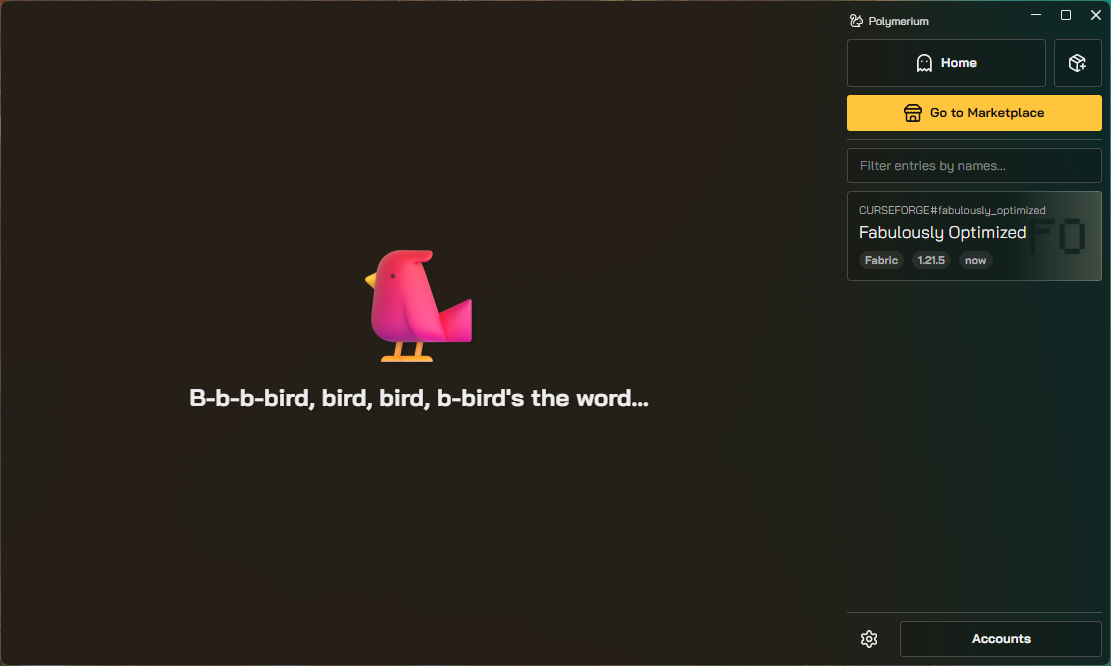 Polymerium
Home
Go to Marketplace
Filter entries by names...
CURSEFORGE#fabulously_optimized
Fabulously Optimized
FO
Fabric 1.21.5 now
B-b-b-bird, bird, bird, b-bird's the word...
Accounts